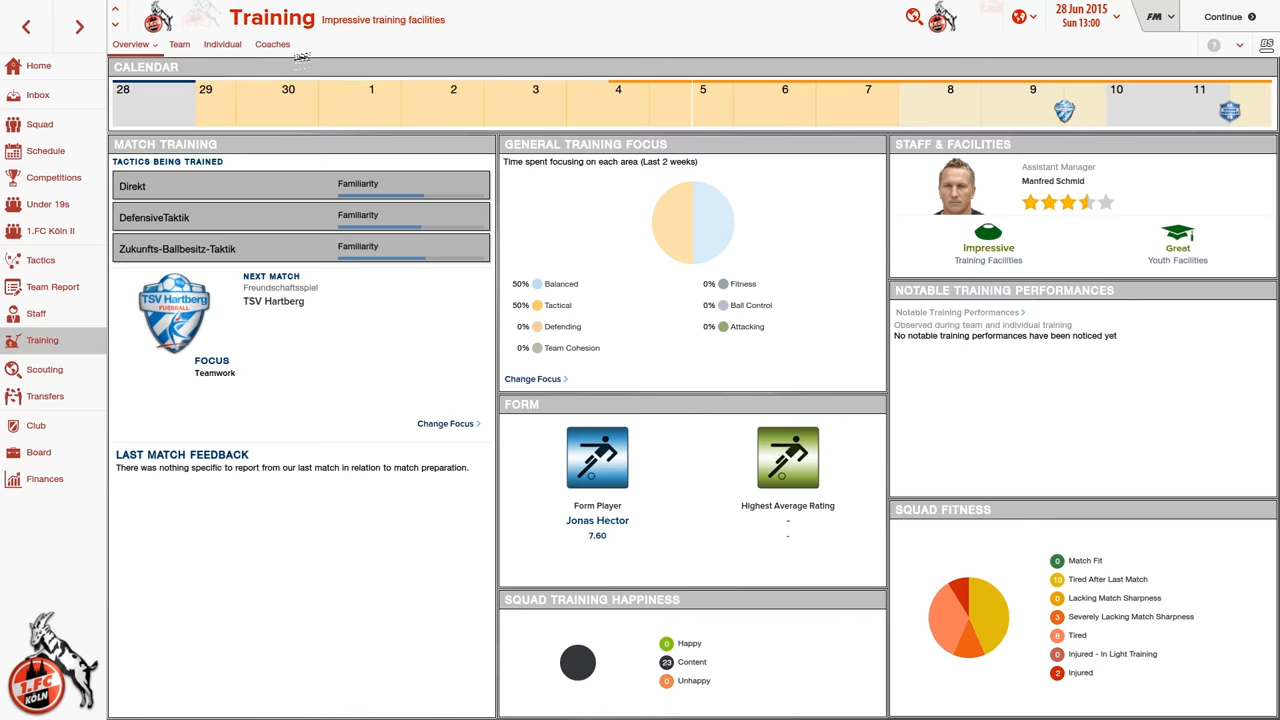 Training Impressive training facilities
28 Jun 2015
Sun 13:00
FM
Continue
Overview Team Individual Coaches
?
BS
Home
Inbox
Squad
Schedule
Competitions
Under 19s
1.FC Köln II
Tactics
Team Report
Staff
Training
Scouting
Transfers
Club
Board
Finances
1.FC
KÖLN
CALENDAR
28 29 30 1 2 3 4 5 6 7 8 9 10 11
MATCH TRAINING
TACTICS BEING TRAINED
Direkt Familiarity
DefensiveTaktik Familiarity
Zukunfts-Ballbesitz-Taktik Familiarity
TSV Hartberg
FUSSBALL
NEXT MATCH
Freundschaftsspiel
TSV Hartberg
FOCUS
Teamwork
Change Focus >
LAST MATCH FEEDBACK
There was nothing specific to report from our last match in relation to match preparation.
GENERAL TRAINING FOCUS
Time spent focusing on each area (Last 2 weeks)
50% Balanced 0% Fitness
50% Tactical 0% Ball Control
0% Defending 0% Attacking
0% Team Cohesion
Change Focus >
FORM
Form Player
Jonas Hector
7.60
Highest Average Rating
-
-
SQUAD TRAINING HAPPINESS
0 Happy
23 Content
0 Unhappy
STAFF & FACILITIES
Assistant Manager
Manfred Schmid
Impressive
Training Facilities
Great
Youth Facilities
NOTABLE TRAINING PERFORMANCES
Notable Training Performances >
Observed during team and individual training
No notable training performances have been noticed yet
SQUAD FITNESS
0 Match Fit
10 Tired After Last Match
0 Lacking Match Sharpness
3 Severely Lacking Match Sharpness
8 Tired
0 Injured - In Light Training
2 Injured